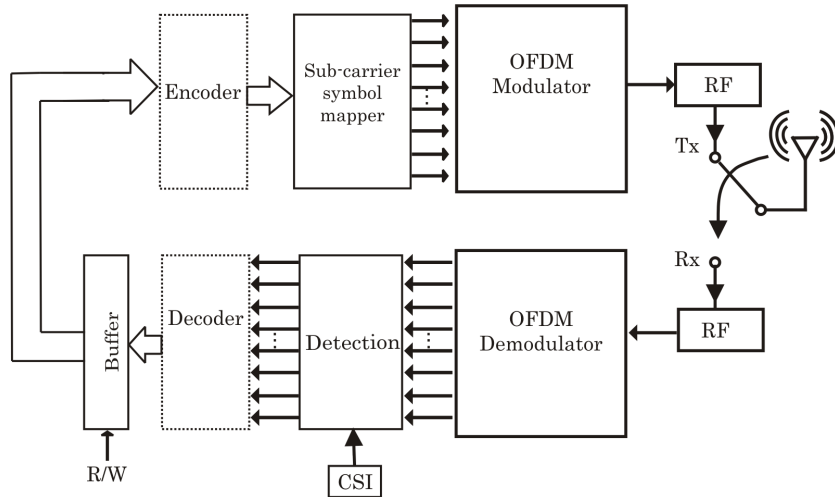 Encoder
Sub-carrier
symbol
mapper
OFDM
Modulator
RF
Tx
Rx
RF
OFDM
Demodulator
Detection
Decoder
Buffer
R/W
CSI